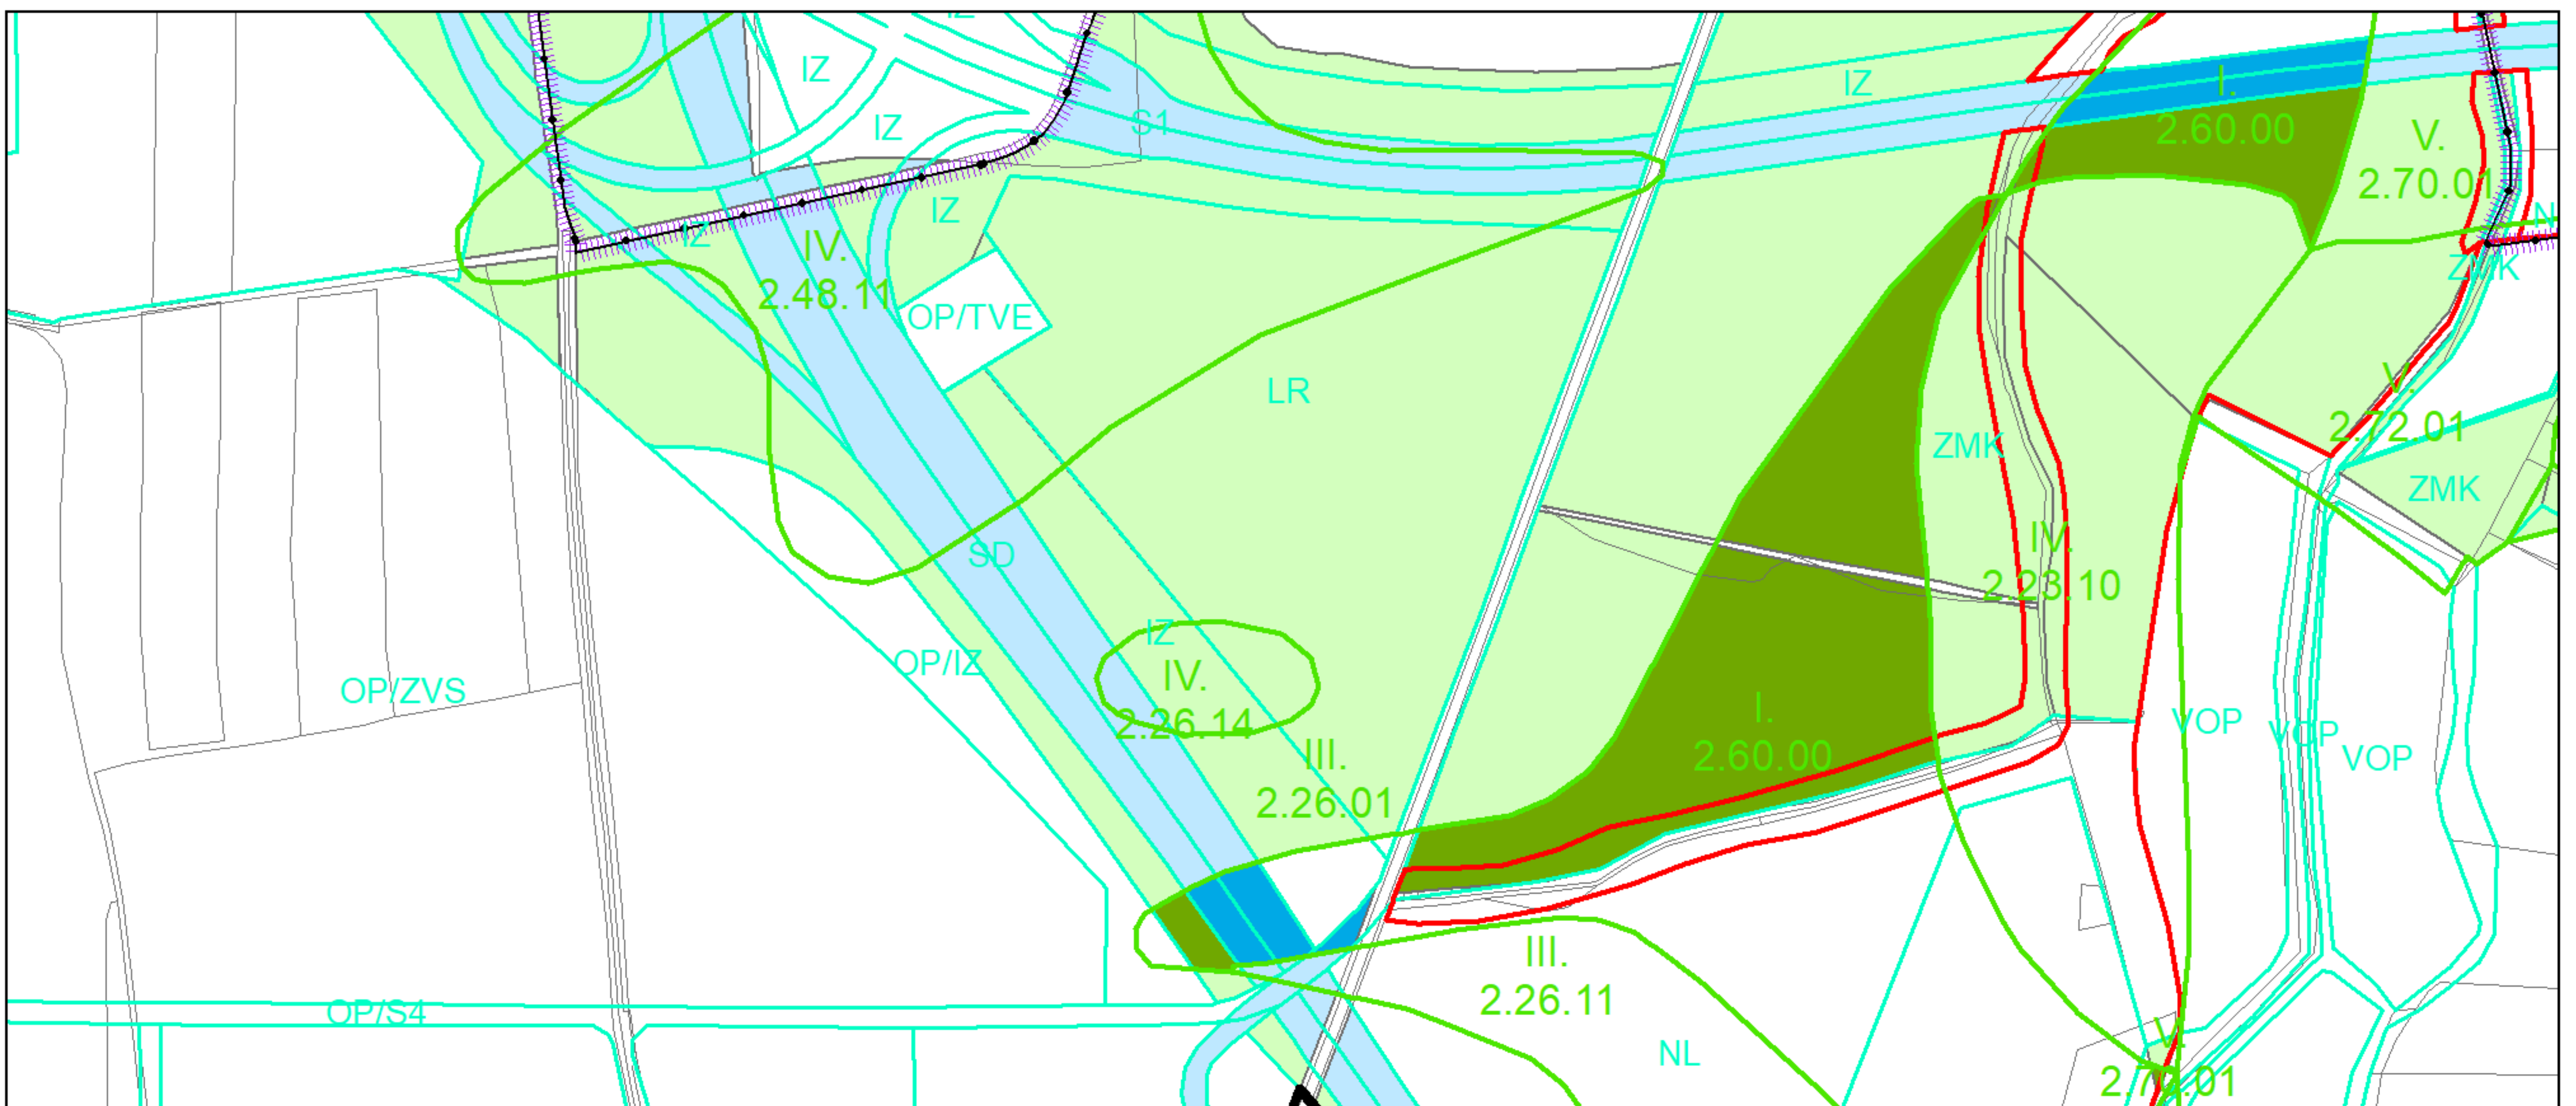 IZ
IZ
IZ
I.
S1
IZ
2.60.00
V.
2.70.01
IZ
N
IZ
IV.
ZMK
2.48.11
OP/TVE
LR
V.
2.72.01
ZMK
ZMK
SD
IV.
2.23.10
IZ
OP/IZ
IV.
OP/ZVS
2.26.14
I.
VOP
VOP
III.
2.60.00
VOP
2.26.01
III.
2.26.11
OP/S4
NL
V.